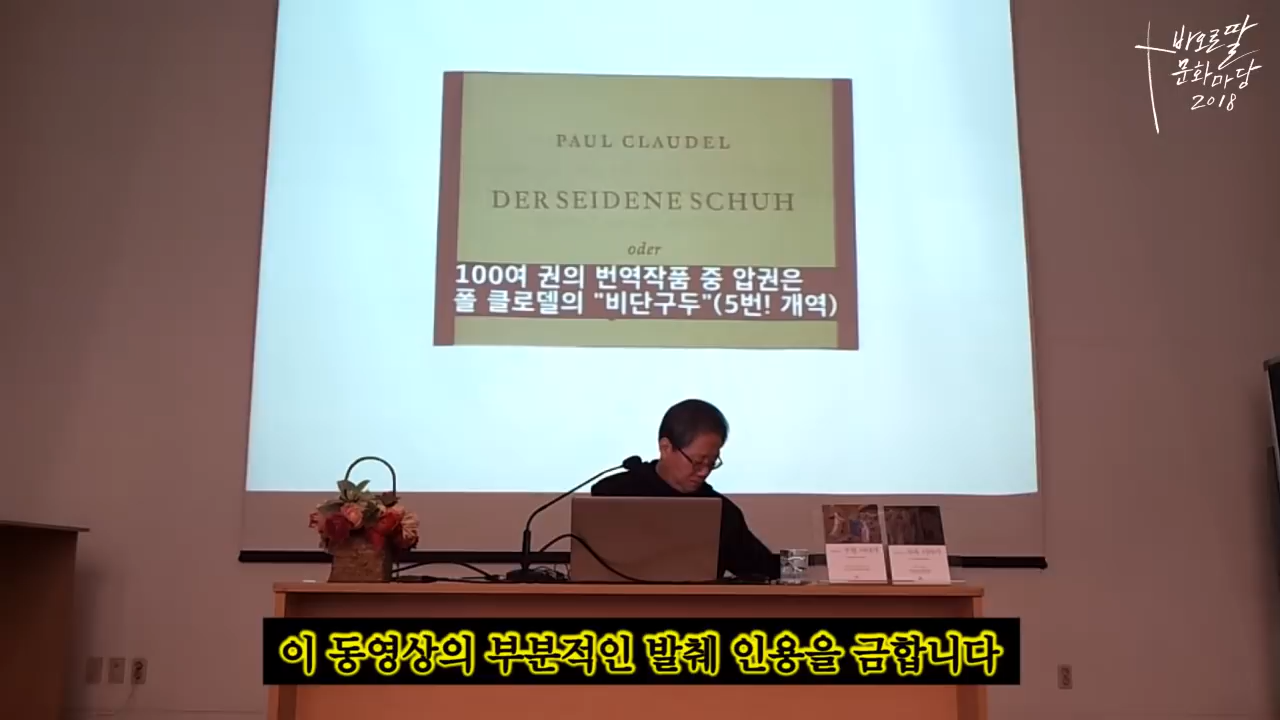 바오로딸
문화마당
2018
PAUL CLAUDEL
DER SEIDENE SCHUH
oder
100여 권의 번역작품 중 압권은
폴 클로델의 "비단구두"(5번! 개역)
이 동영상의 부분적인 발췌 인용을 금합니다